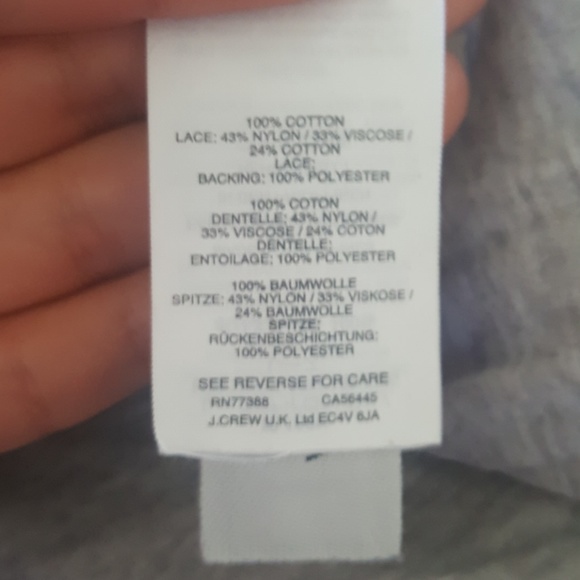 100% COTTON
LACE: 43% NYLON / 33% VISCOSE /
24% COTTON
LACE:
BACKING: 100% POLYESTER
100% COTON
DENTELLE: 43% NYLON /
33% VISCOSE / 24% COTON
DENTELLE:
ENTOILAGE: 100% POLYESTER
100% BAUMWOLLE
SPITZE: 43% NYLON / 33% VISKOSE /
24% BAUMWOLLE
SPITZE:
RÜCKENBESCHICHTUNG:
100% POLYESTER
SEE REVERSE FOR CARE
RN77388 CA56445
J.CREW U.K. Ltd EC4V 6JA